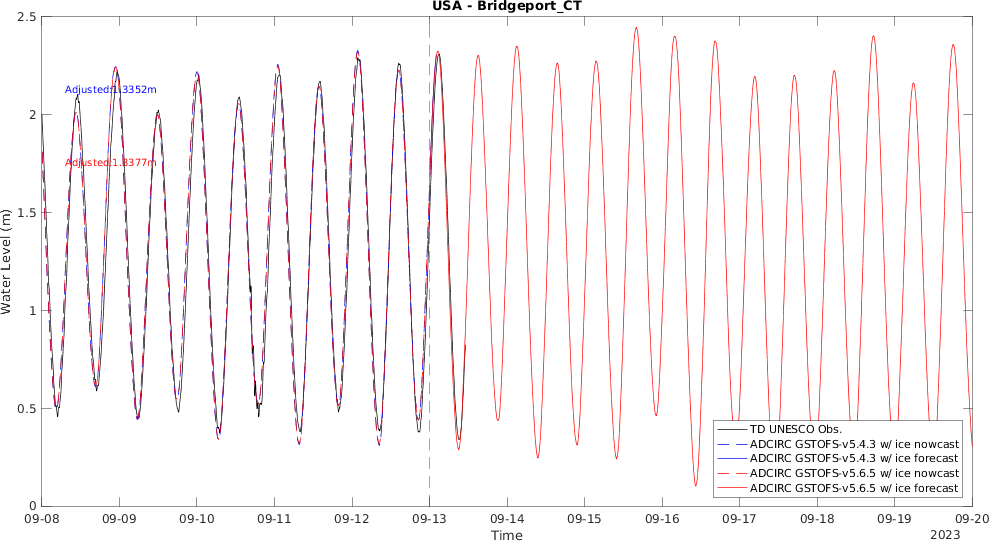 USA - Bridgeport_CT
2.5
2
1.5
1
0.5
0
Water Level (m)
Adjusted:1.3352m
Adjusted:1.3377m
TD UNESCO Obs.
ADCIRC GSTOFS-v5.4.3 w/ ice nowcast
ADCIRC GSTOFS-v5.4.3 w/ ice forecast
ADCIRC GSTOFS-v5.6.5 w/ ice nowcast
ADCIRC GSTOFS-v5.6.5 w/ ice forecast
09-08 09-09 09-10 09-11 09-12 09-13 09-14 09-15 09-16 09-17 09-18 09-19 09-20
Time
2023